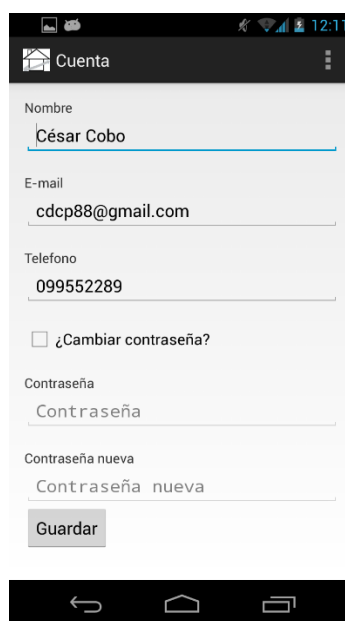 12:11
Cuenta
Nombre
César Cobo
E-mail
cdcp88@gmail.com
Telefono
099552289
¿Cambiar contraseña?
Contraseña
Contraseña
Contraseña nueva
Contraseña nueva
Guardar